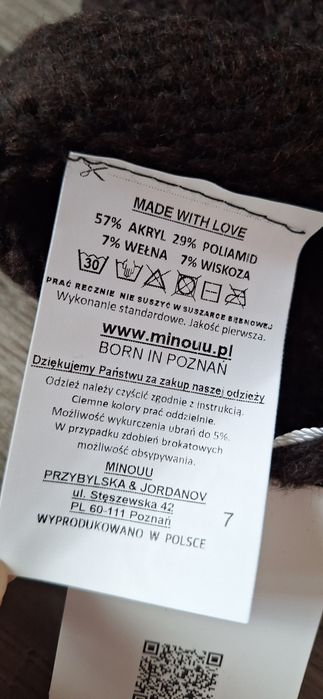 MADE WITH LOVE
57% AKRYL 29% POLIAMID
7% WEŁNA 7% WISKOZA
30
PRAĆ RĘCZNIE NIE SUSZYĆ W SUSZARCE BĘBNOWEJ
Wykonanie standardowe. Jakość pierwsza.
www.minouu.pl
BORN IN POZNAŃ
Dziękujemy Państwu za zakup naszej odzieży
Odzież należy czyścić zgodnie z instrukcją.
Ciemne kolory prać oddzielnie.
Możliwość wykurczenia ubrań do 5%.
W przypadku zdobień brokatowych
możliwość obsypywania.
MINOUU
PRZYBYLSKA & JORDANOV
ul. Stęszewska 42
PL 60-111 Poznań
7
WYPRODUKOWANO W POLSCE